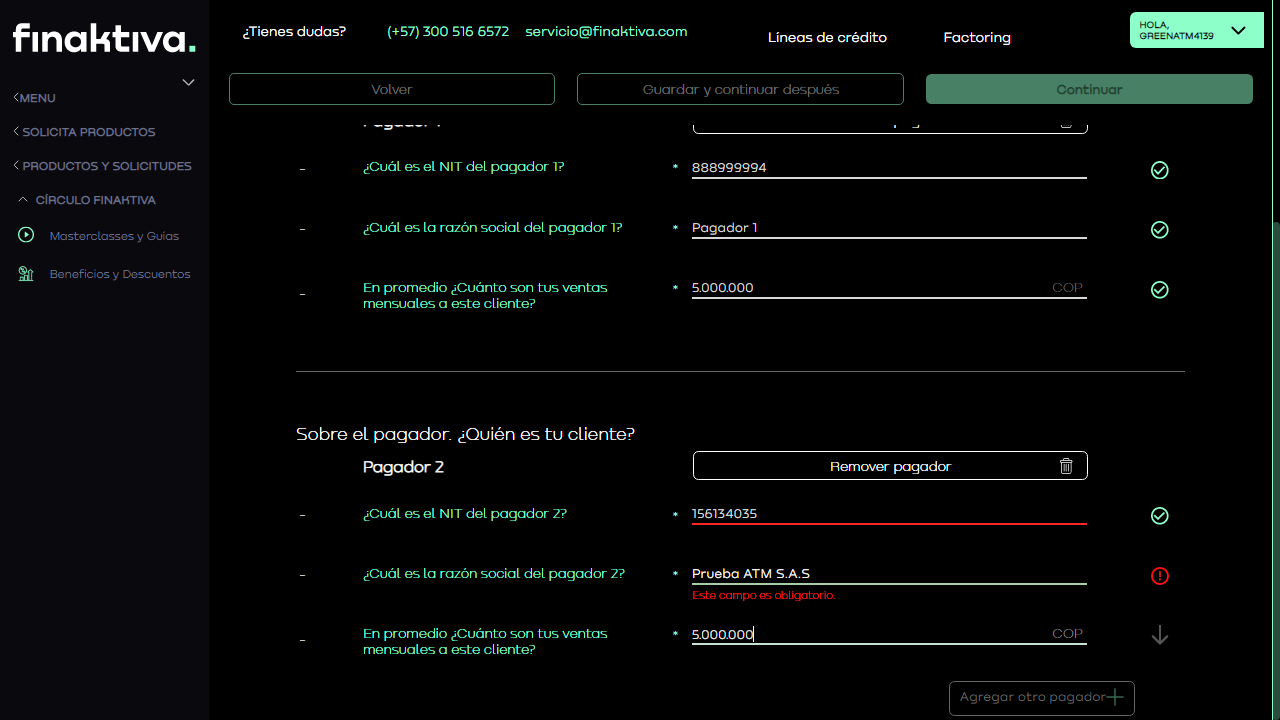 finaktiva.
¿Tienes dudas?
(+57) 300 516 6572
servicio@finaktiva.com
Líneas de crédito
Factoring
HOLA,
GREENATM4139
MENU
SOLICITA PRODUCTOS
PRODUCTOS Y SOLICITUDES
CÍRCULO FINAKTIVA
Masterclasses y Guías
Beneficios y Descuentos
Volver
Guardar y continuar después
Continuar
- ¿Cuál es el NIT del pagador 1? * 888999994
- ¿Cuál es la razón social del pagador 1? * Pagador 1
- En promedio ¿Cuánto son tus ventas
mensuales a este cliente? * 5.000.000 COP
Sobre el pagador. ¿Quién es tu cliente?
Pagador 2
Remover pagador
- ¿Cuál es el NIT del pagador 2? * 156134035
- ¿Cuál es la razón social del pagador 2? * Prueba ATM S.A.S
Este campo es obligatorio.
- En promedio ¿Cuánto son tus ventas
mensuales a este cliente? * 5.000.000 COP
Agregar otro pagador